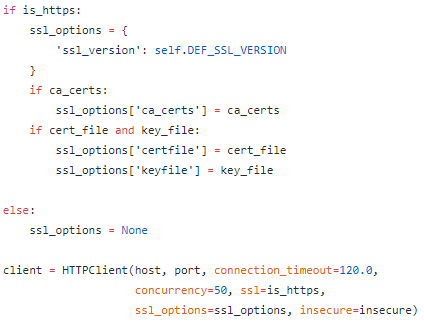 if is_https:
    ssl_options = {
        'ssl_version': self.DEF_SSL_VERSION
    }
    if ca_certs:
        ssl_options['ca_certs'] = ca_certs
    if cert_file and key_file:
        ssl_options['certfile'] = cert_file
        ssl_options['keyfile'] = key_file

else:
    ssl_options = None

client = HTTPClient(host, port, connection_timeout=120.0,
                    concurrency=50, ssl=is_https,
                    ssl_options=ssl_options, insecure=insecure)